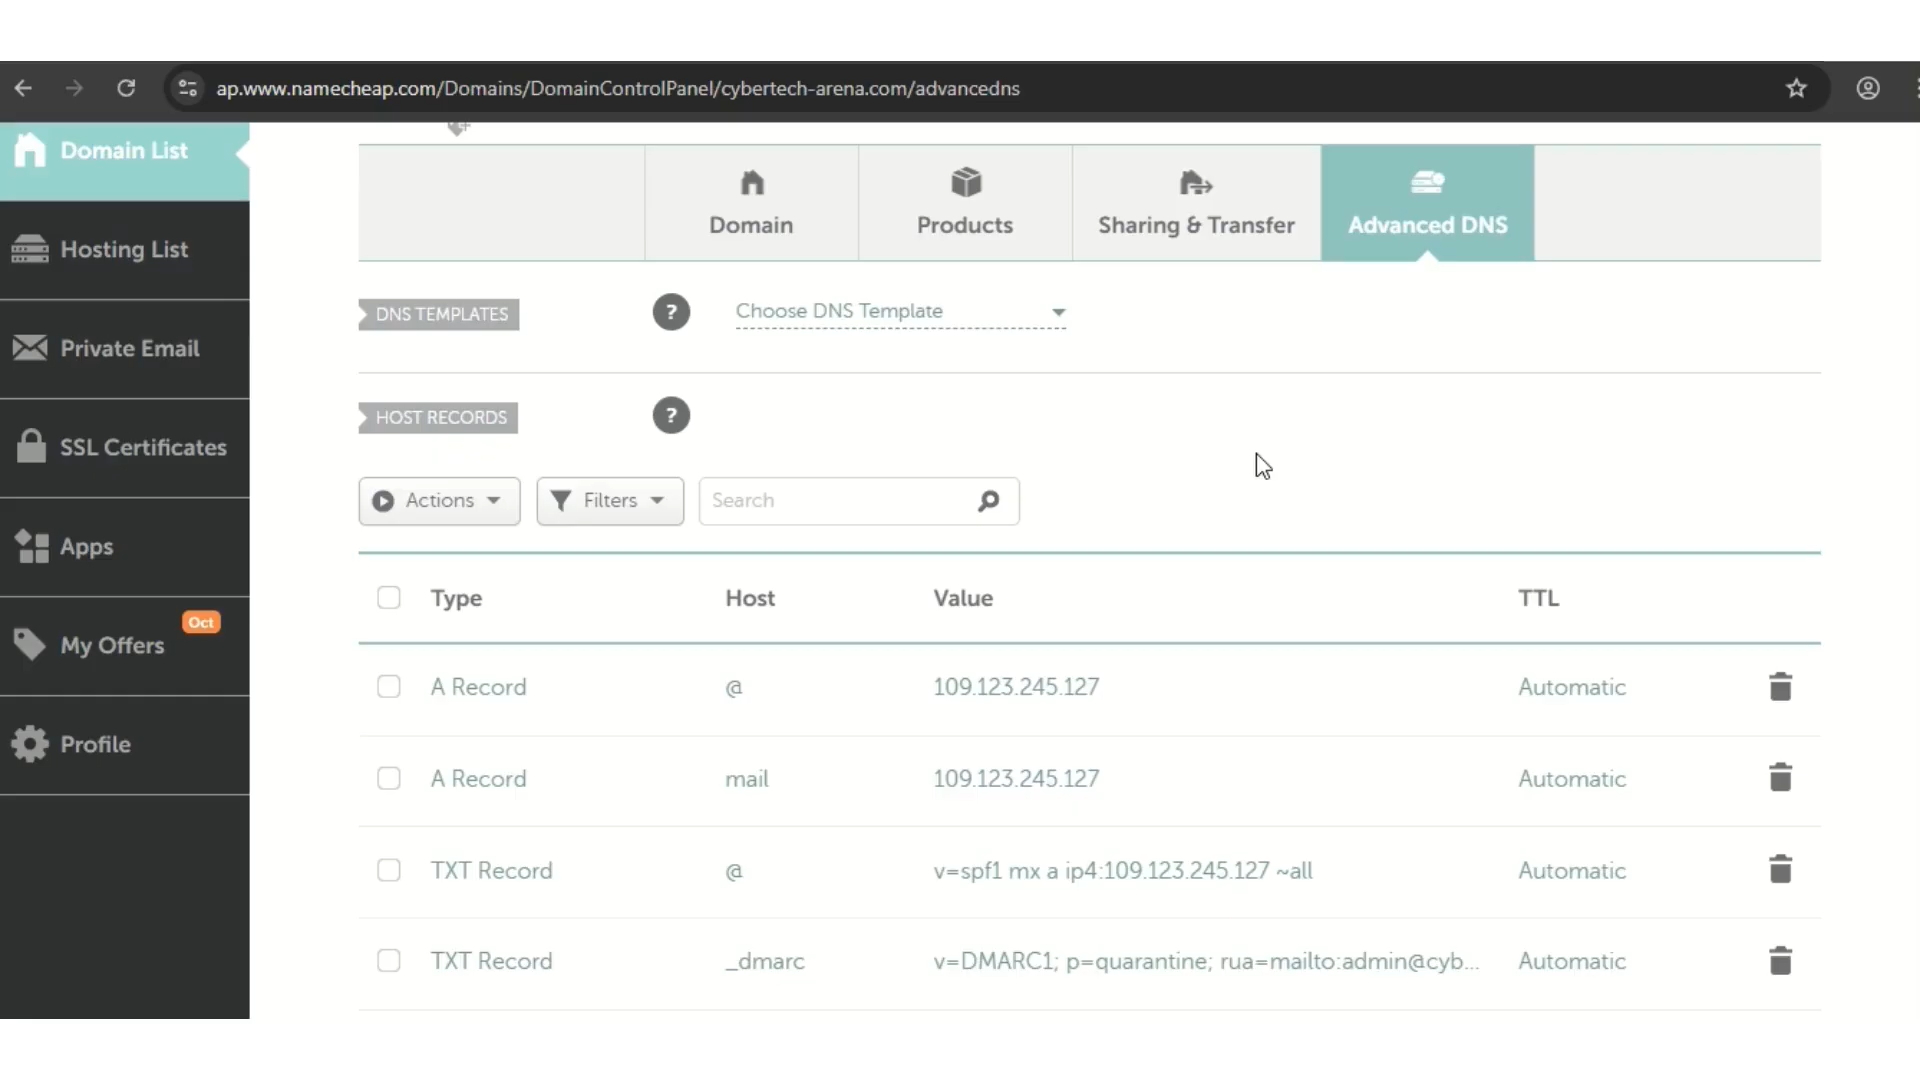 ap.www.namecheap.com/Domains/DomainControlPanel/cybertech-arena.com/advancedns
Domain List
Hosting List
Private Email
SSL Certificates
Apps
Oct
My Offers
Profile
Domain
Products
Sharing & Transfer
Advanced DNS
DNS TEMPLATES
?
Choose DNS Template
HOST RECORDS
?
Actions
Filters
Search
Type Host Value TTL
A Record @ 109.123.245.127 Automatic
A Record mail 109.123.245.127 Automatic
TXT Record @ v=spf1 mx a ip4:109.123.245.127 ~all Automatic
TXT Record _dmarc v=DMARC1; p=quarantine; rua=mailto:admin@cyb... Automatic